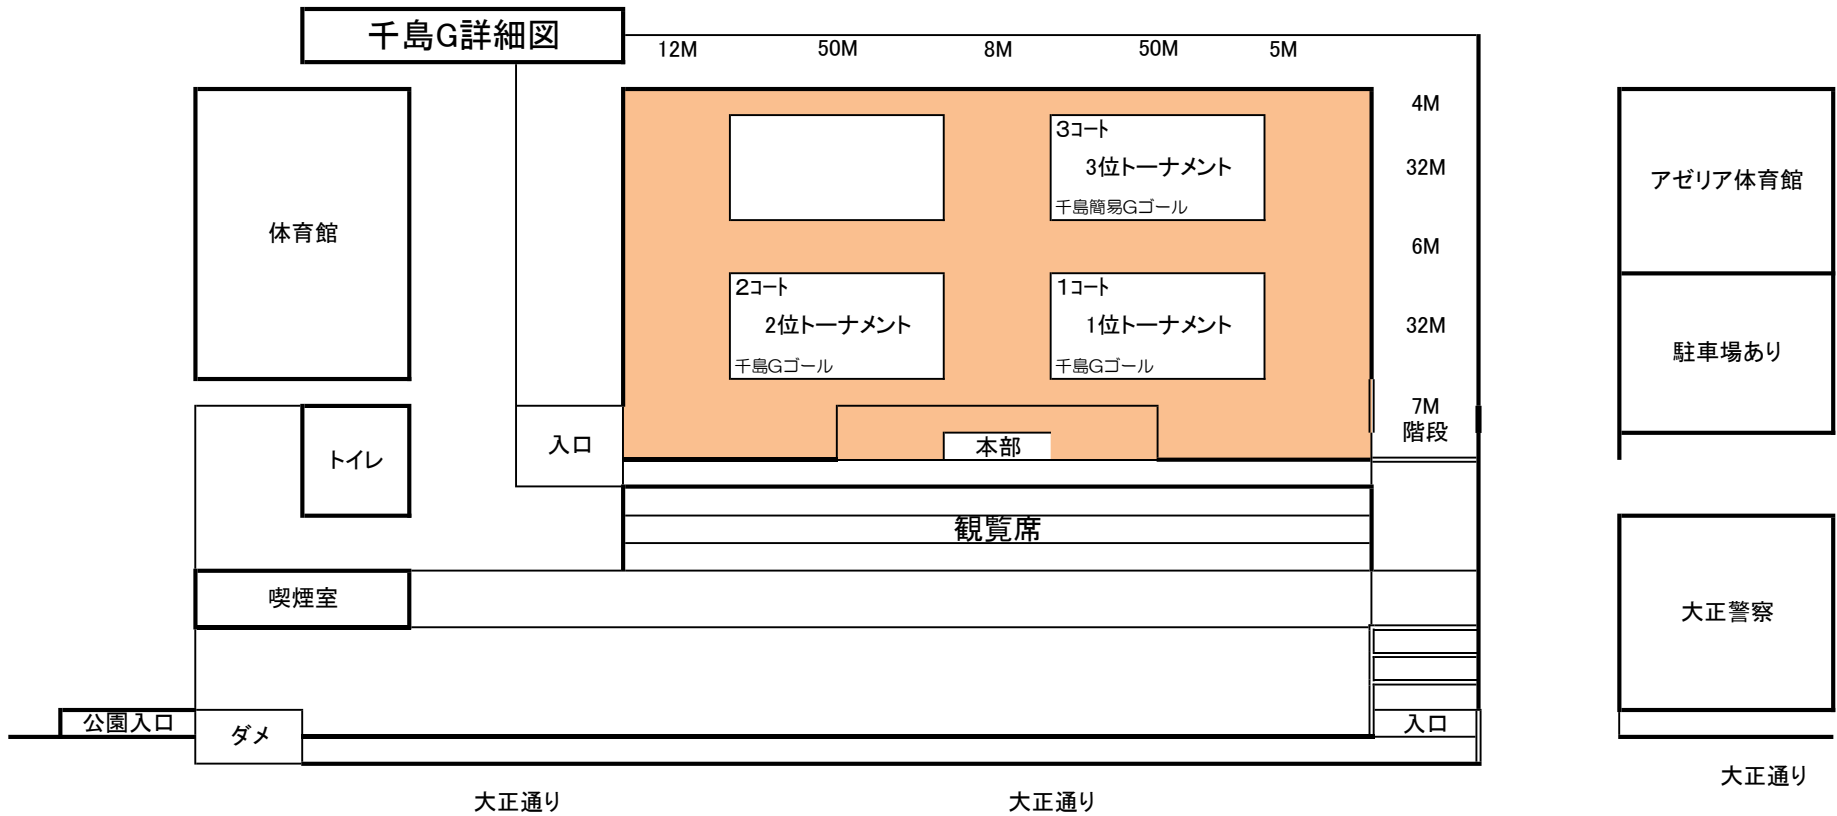 千島G詳細図
12M
50M
8M
50M
5M
4M
3コート
3位トーナメント
千島簡易Gゴール
32M
アゼリア体育館
体育館
6M
2コート
2位トーナメント
千島Gゴール
1コート
1位トーナメント
千島Gゴール
32M
駐車場あり
7M
階段
入口
本部
トイレ
観覧席
喫煙室
大正警察
公園入口
ダメ
入口
大正通り
大正通り
大正通り